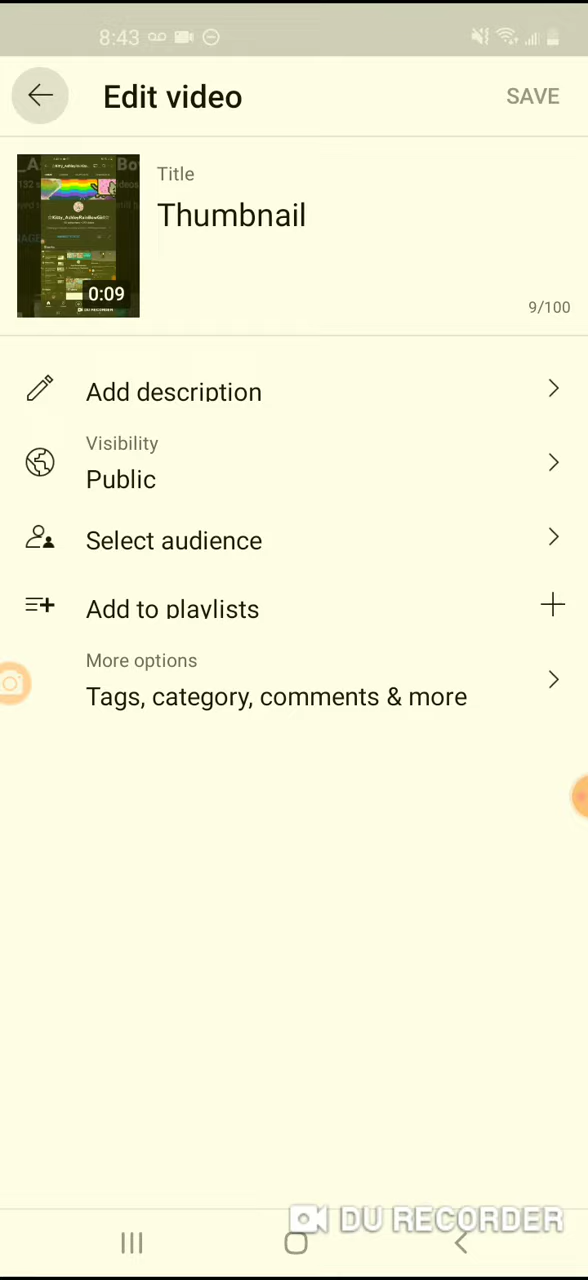 8:43
Edit video
SAVE
Title
Thumbnail
0:09
9/100
Add description
Visibility
Public
Select audience
Add to playlists
More options
Tags, category, comments & more
DU RECORDER